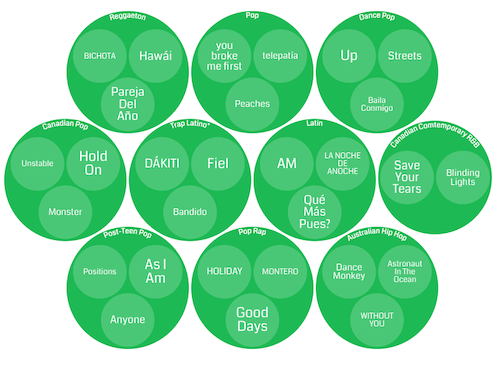 Reggaeton
BICHOTA
Hawái
Pareja
Del
Año
Pop
you
broke
me first
telepatía
Peaches
Dance Pop
Up
Streets
Baila
Conmigo
Canadian Pop
Unstable
Hold
On
Monster
Trap Latino"
DÁKITI
Fiel
Bandido
Latin
AM
LA NOCHE
DE
ANOCHE
Qué
Más
Pues?
Canadian Comtemporary R&B
Save
Your
Tears
Blinding
Lights
Post-Teen Pop
Positions
As I
Am
Anyone
Pop Rap
HOLIDAY
MONTERO
Good
Days
Australian Hip Hop
Dance
Monkey
Astronaut
In The
Ocean
WITHOUT
YOU